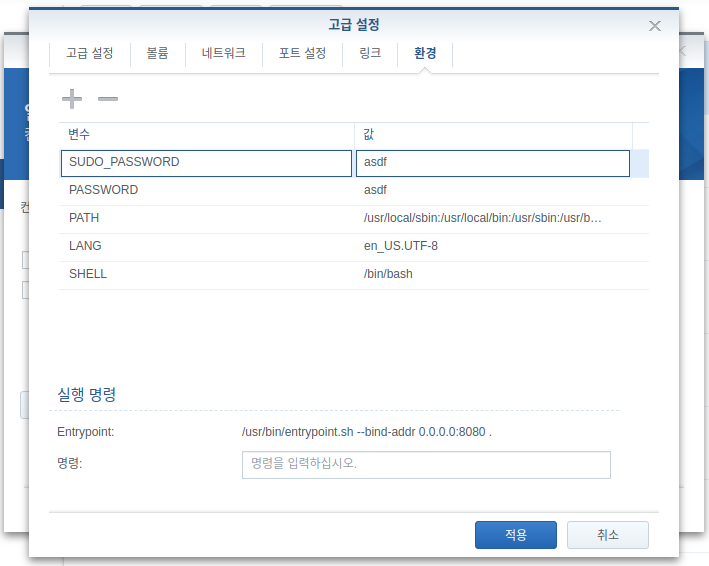 고급 설정
고급 설정 볼륨 네트워크 포트 설정 링크 환경
변수 값
SUDO_PASSWORD asdf
PASSWORD asdf
PATH /usr/local/sbin:/usr/local/bin:/usr/sbin:/usr/b...
LANG en_US.UTF-8
SHELL /bin/bash
실행 명령
Entrypoint: /usr/bin/entrypoint.sh --bind-addr 0.0.0.0:8080 .
명령: 명령을 입력하십시오.
적용 취소